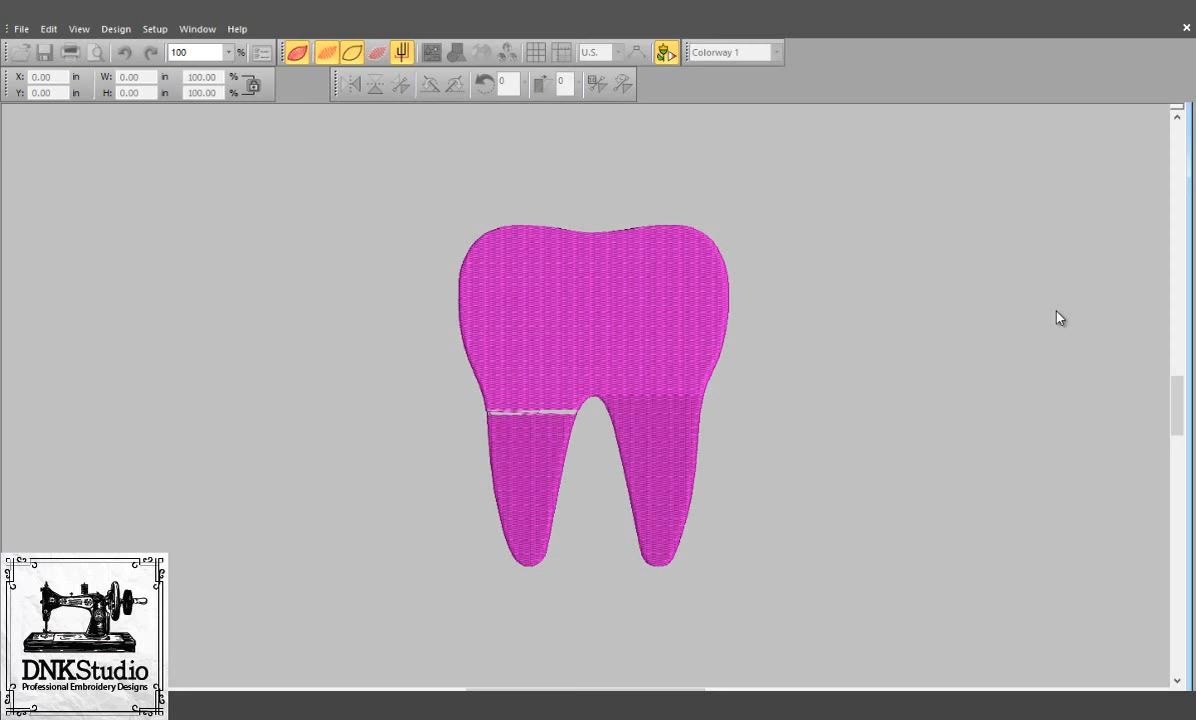 File Edit View Design Setup Window Help
100 % U.S. Colorway 1
X: 0.00 in W: 0.00 in 100.00 % 0 0
Y: 0.00 in H: 0.00 in 100.00 %
DNKStudio
Professional Embroidery Designs